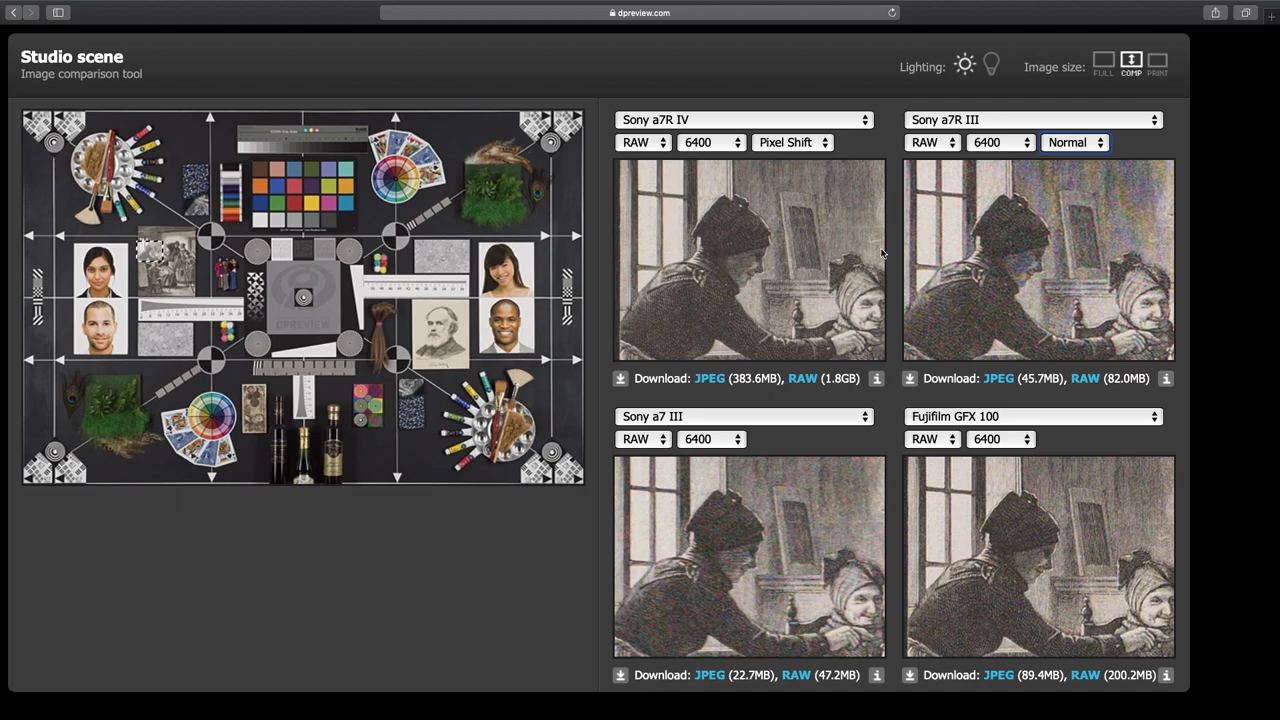 dpreview.com
Studio scene
Image comparison tool
Lighting:
Image size:
FULL
COMP
PRINT
DPREVIEW
Sony a7R IV
RAW
6400
Pixel Shift
Download: JPEG (383.6MB), RAW (1.8GB)
Sony a7R III
RAW
6400
Normal
Download: JPEG (45.7MB), RAW (82.0MB)
Sony a7 III
RAW
6400
Download: JPEG (22.7MB), RAW (47.2MB)
Fujifilm GFX 100
RAW
6400
Download: JPEG (89.4MB), RAW (200.2MB)